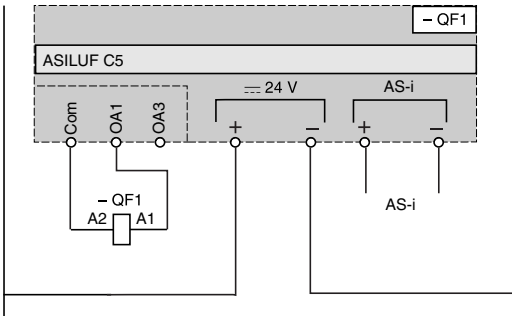 – QF1
ASILUF C5
⎓ 24 V
AS-i
Com
OA1
OA3
+
–
+
–
– QF1
A2
A1
AS-i